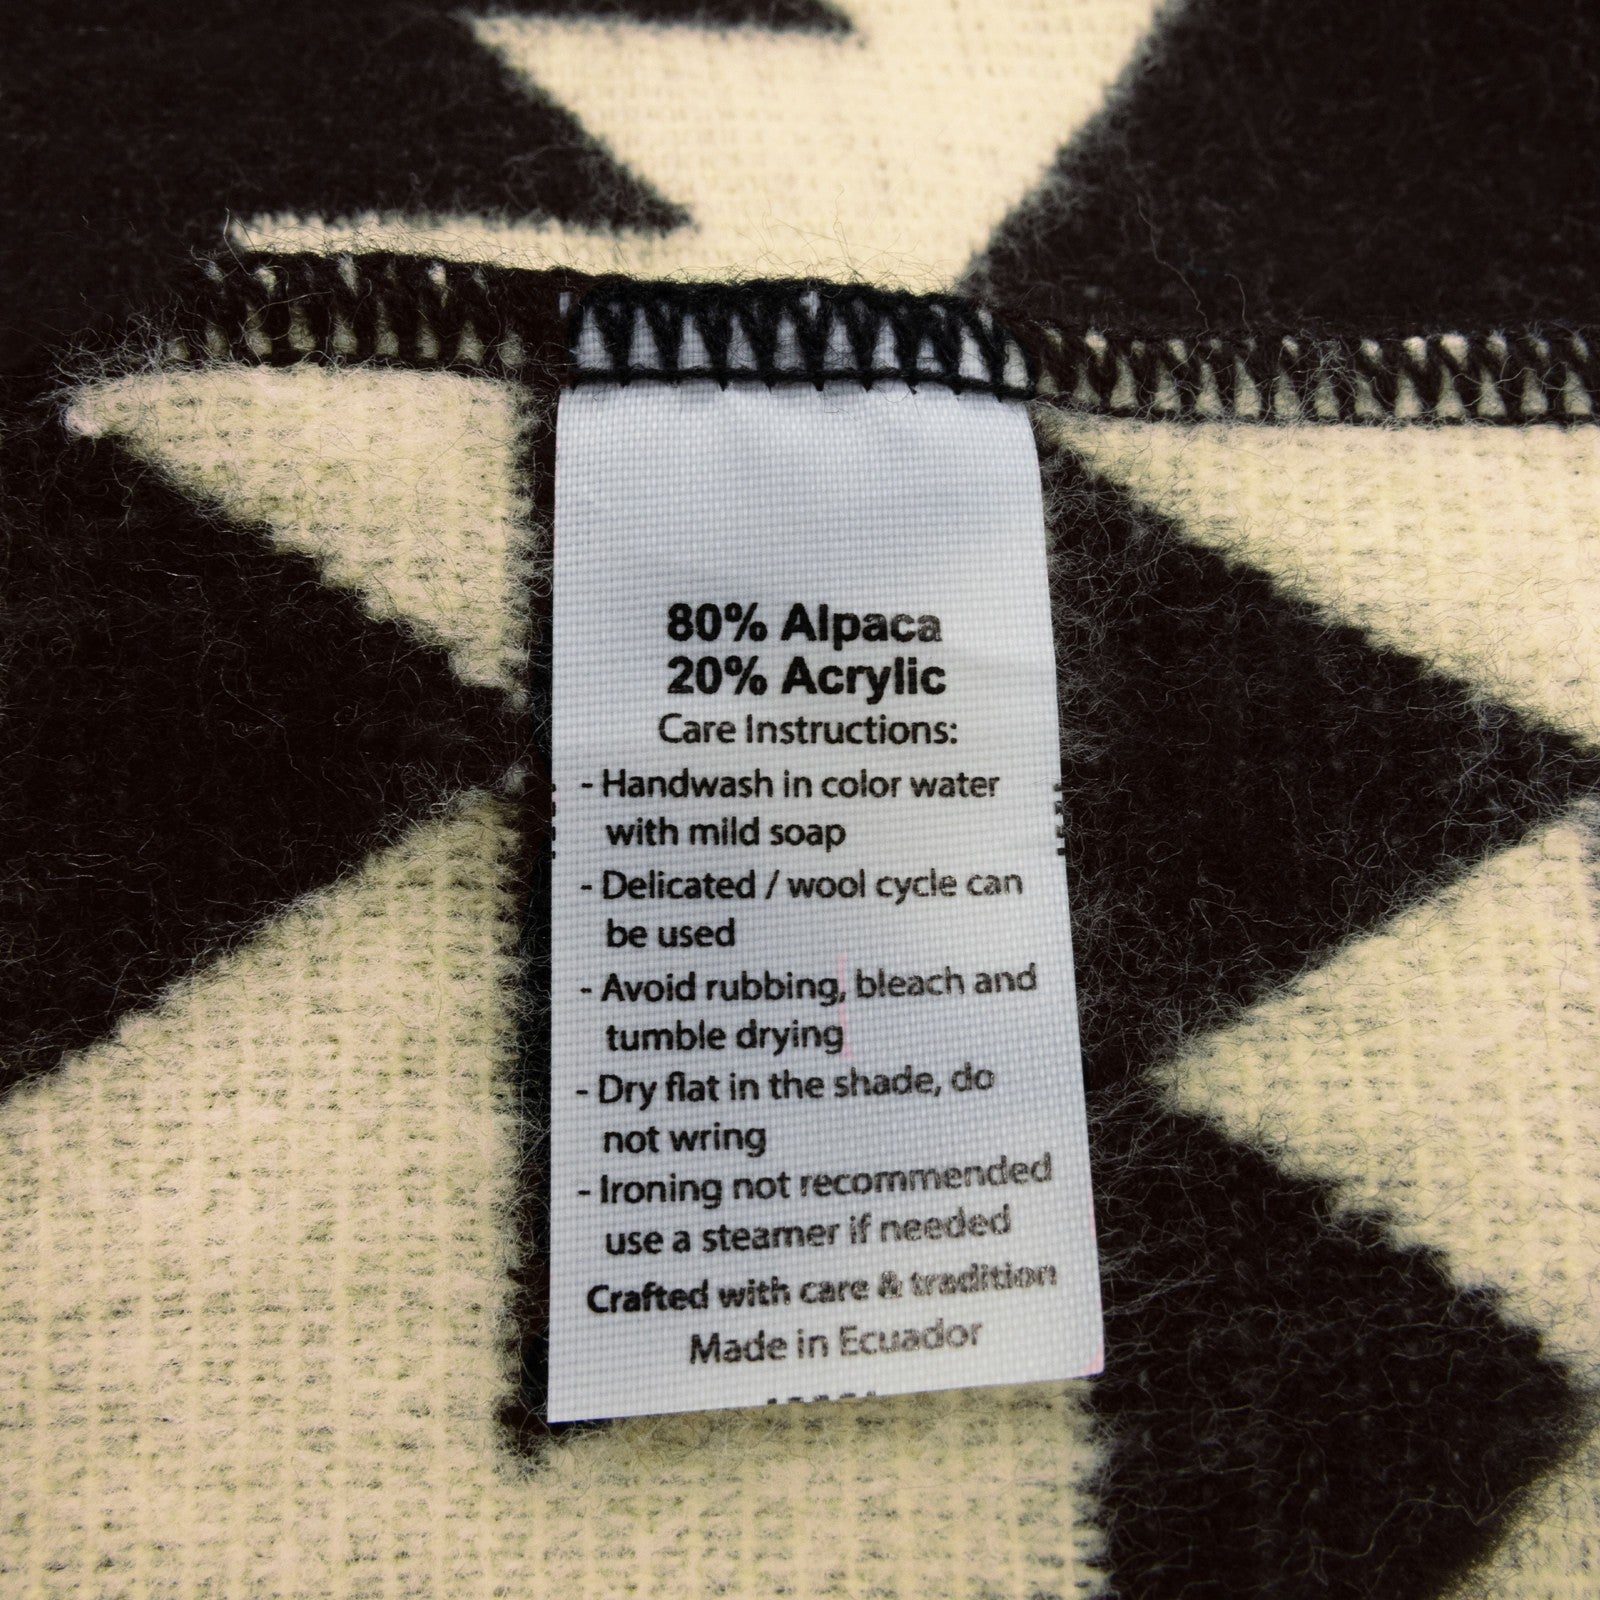 80% Alpaca
20% Acrylic
Care Instructions:
- Handwash in color water
with mild soap
- Delicated / wool cycle can
be used
- Avoid rubbing, bleach and
tumble drying
- Dry flat in the shade, do
not wring
- Ironing not recommended
use a steamer if needed
Crafted with care & tradition
Made in Ecuador